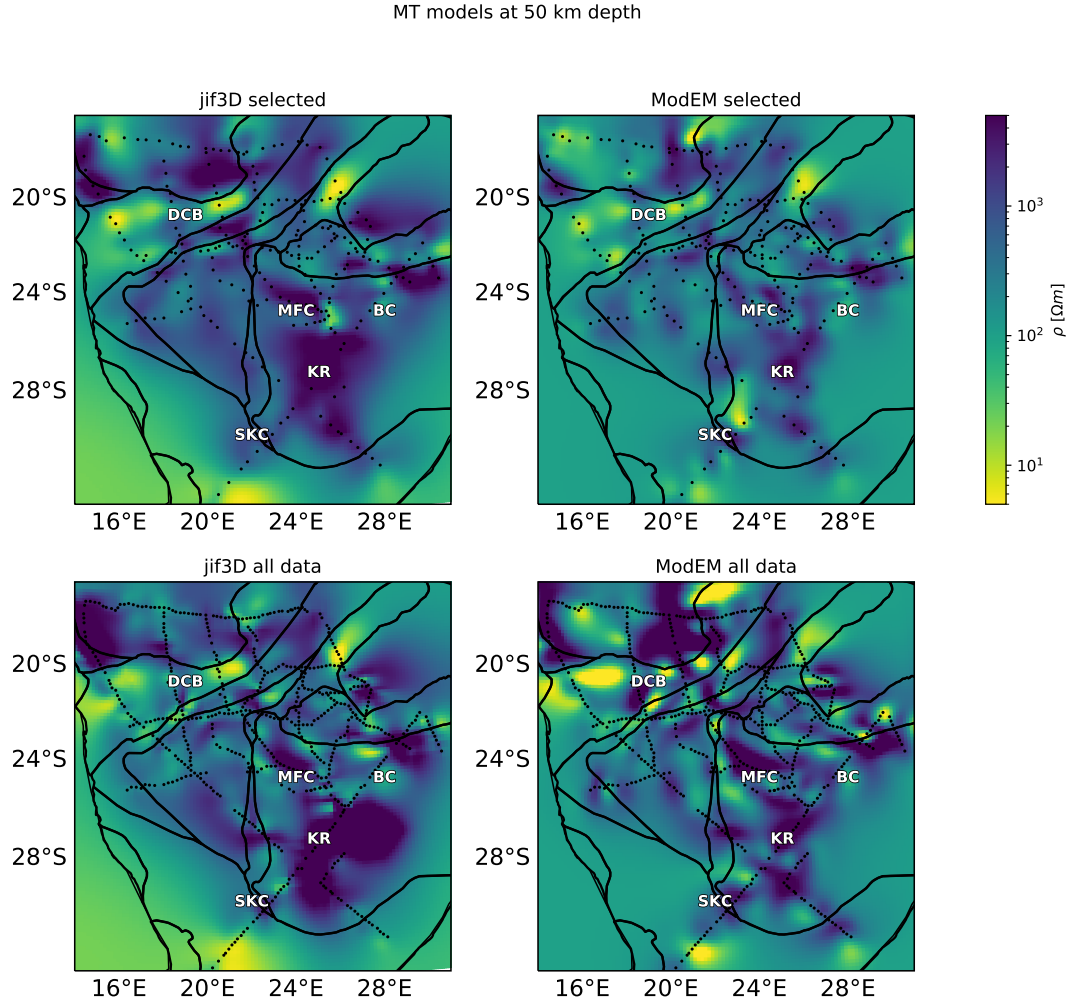 MT models at 50 km depth
jif3D selected
ModEM selected
20°S
24°S
28°S
DCB
MFC
BC
KR
SKC
DCB
MFC
BC
KR
SKC
10³
10²
10¹
ρ [Ωm]
16°E 20°E 24°E 28°E
16°E 20°E 24°E 28°E
jif3D all data
ModEM all data
20°S
24°S
28°S
DCB
MFC
BC
KR
SKC
DCB
MFC
BC
KR
SKC
16°E 20°E 24°E 28°E
16°E 20°E 24°E 28°E